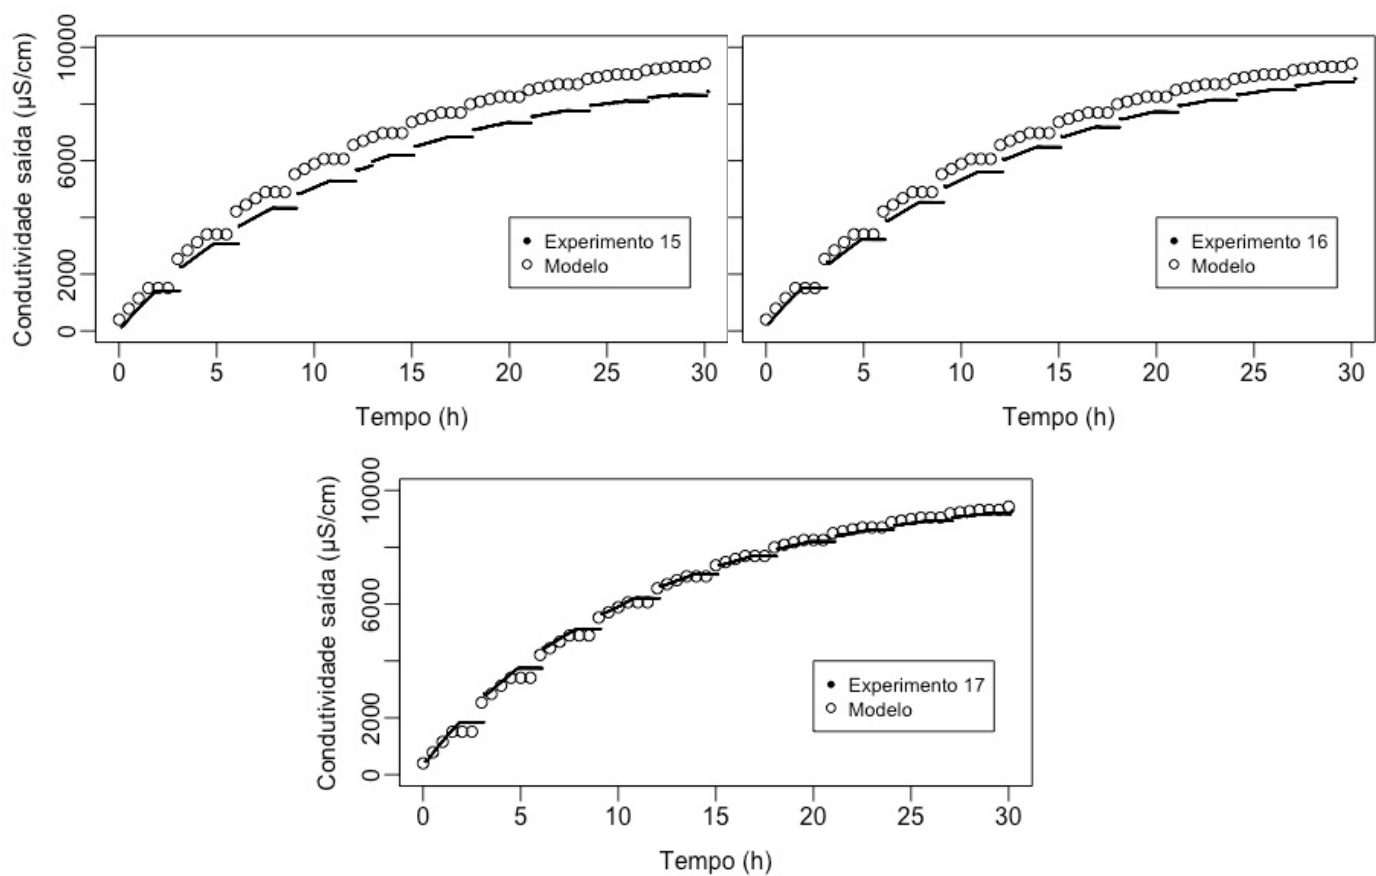 Condutividade saída (µS/cm)
10000
6000
2000
0
0 5 10 15 20 25 30
Tempo (h)
Experimento 15
Modelo
0 5 10 15 20 25 30
Tempo (h)
Experimento 16
Modelo
Condutividade saída (µS/cm)
10000
6000
2000
0
0 5 10 15 20 25 30
Tempo (h)
Experimento 17
Modelo